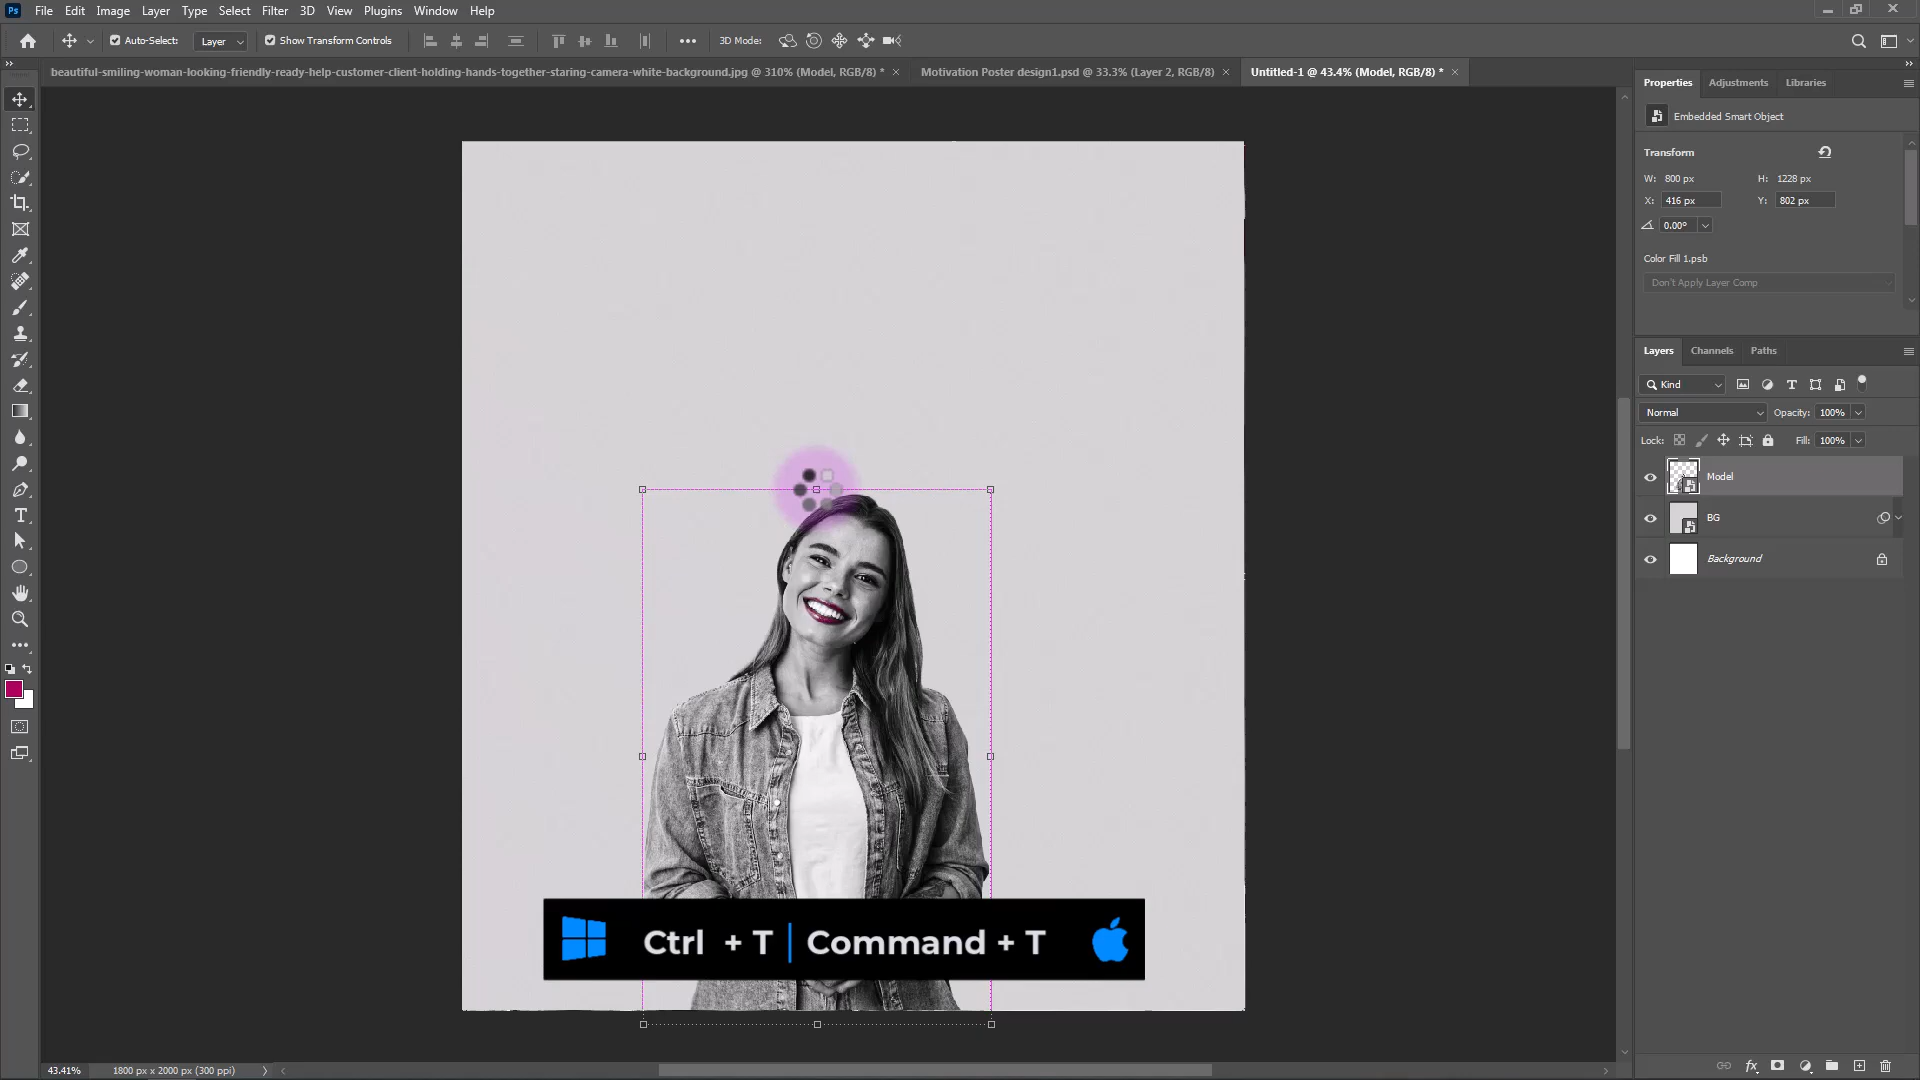 Ps File Edit Image Layer Type Select Filter 3D View Plugins Window Help
Auto-Select: Layer Show Transform Controls 3D Mode:
beautiful-smiling-woman-looking-friendly-ready-help-customer-client-holding-hands-together-staring-camera-white-background.jpg @ 310% (Model, RGB/8) * × Motivation Poster design1.psd @ 33.3% (Layer 2, RGB/8) × Untitled-1 @ 43.4% (Model, RGB/8) * ×
Properties Adjustments Libraries
Embedded Smart Object
Transform
W: 800 px H: 1228 px
X: 416 px Y: 802 px
0.00°
Color Fill 1.psb
Don't Apply Layer Comp
Layers Channels Paths
Kind
Normal Opacity: 100%
Lock: Fill: 100%
Model
BG
Background
Ctrl + T | Command + T
43.41% 1800 px x 2000 px (300 ppi)